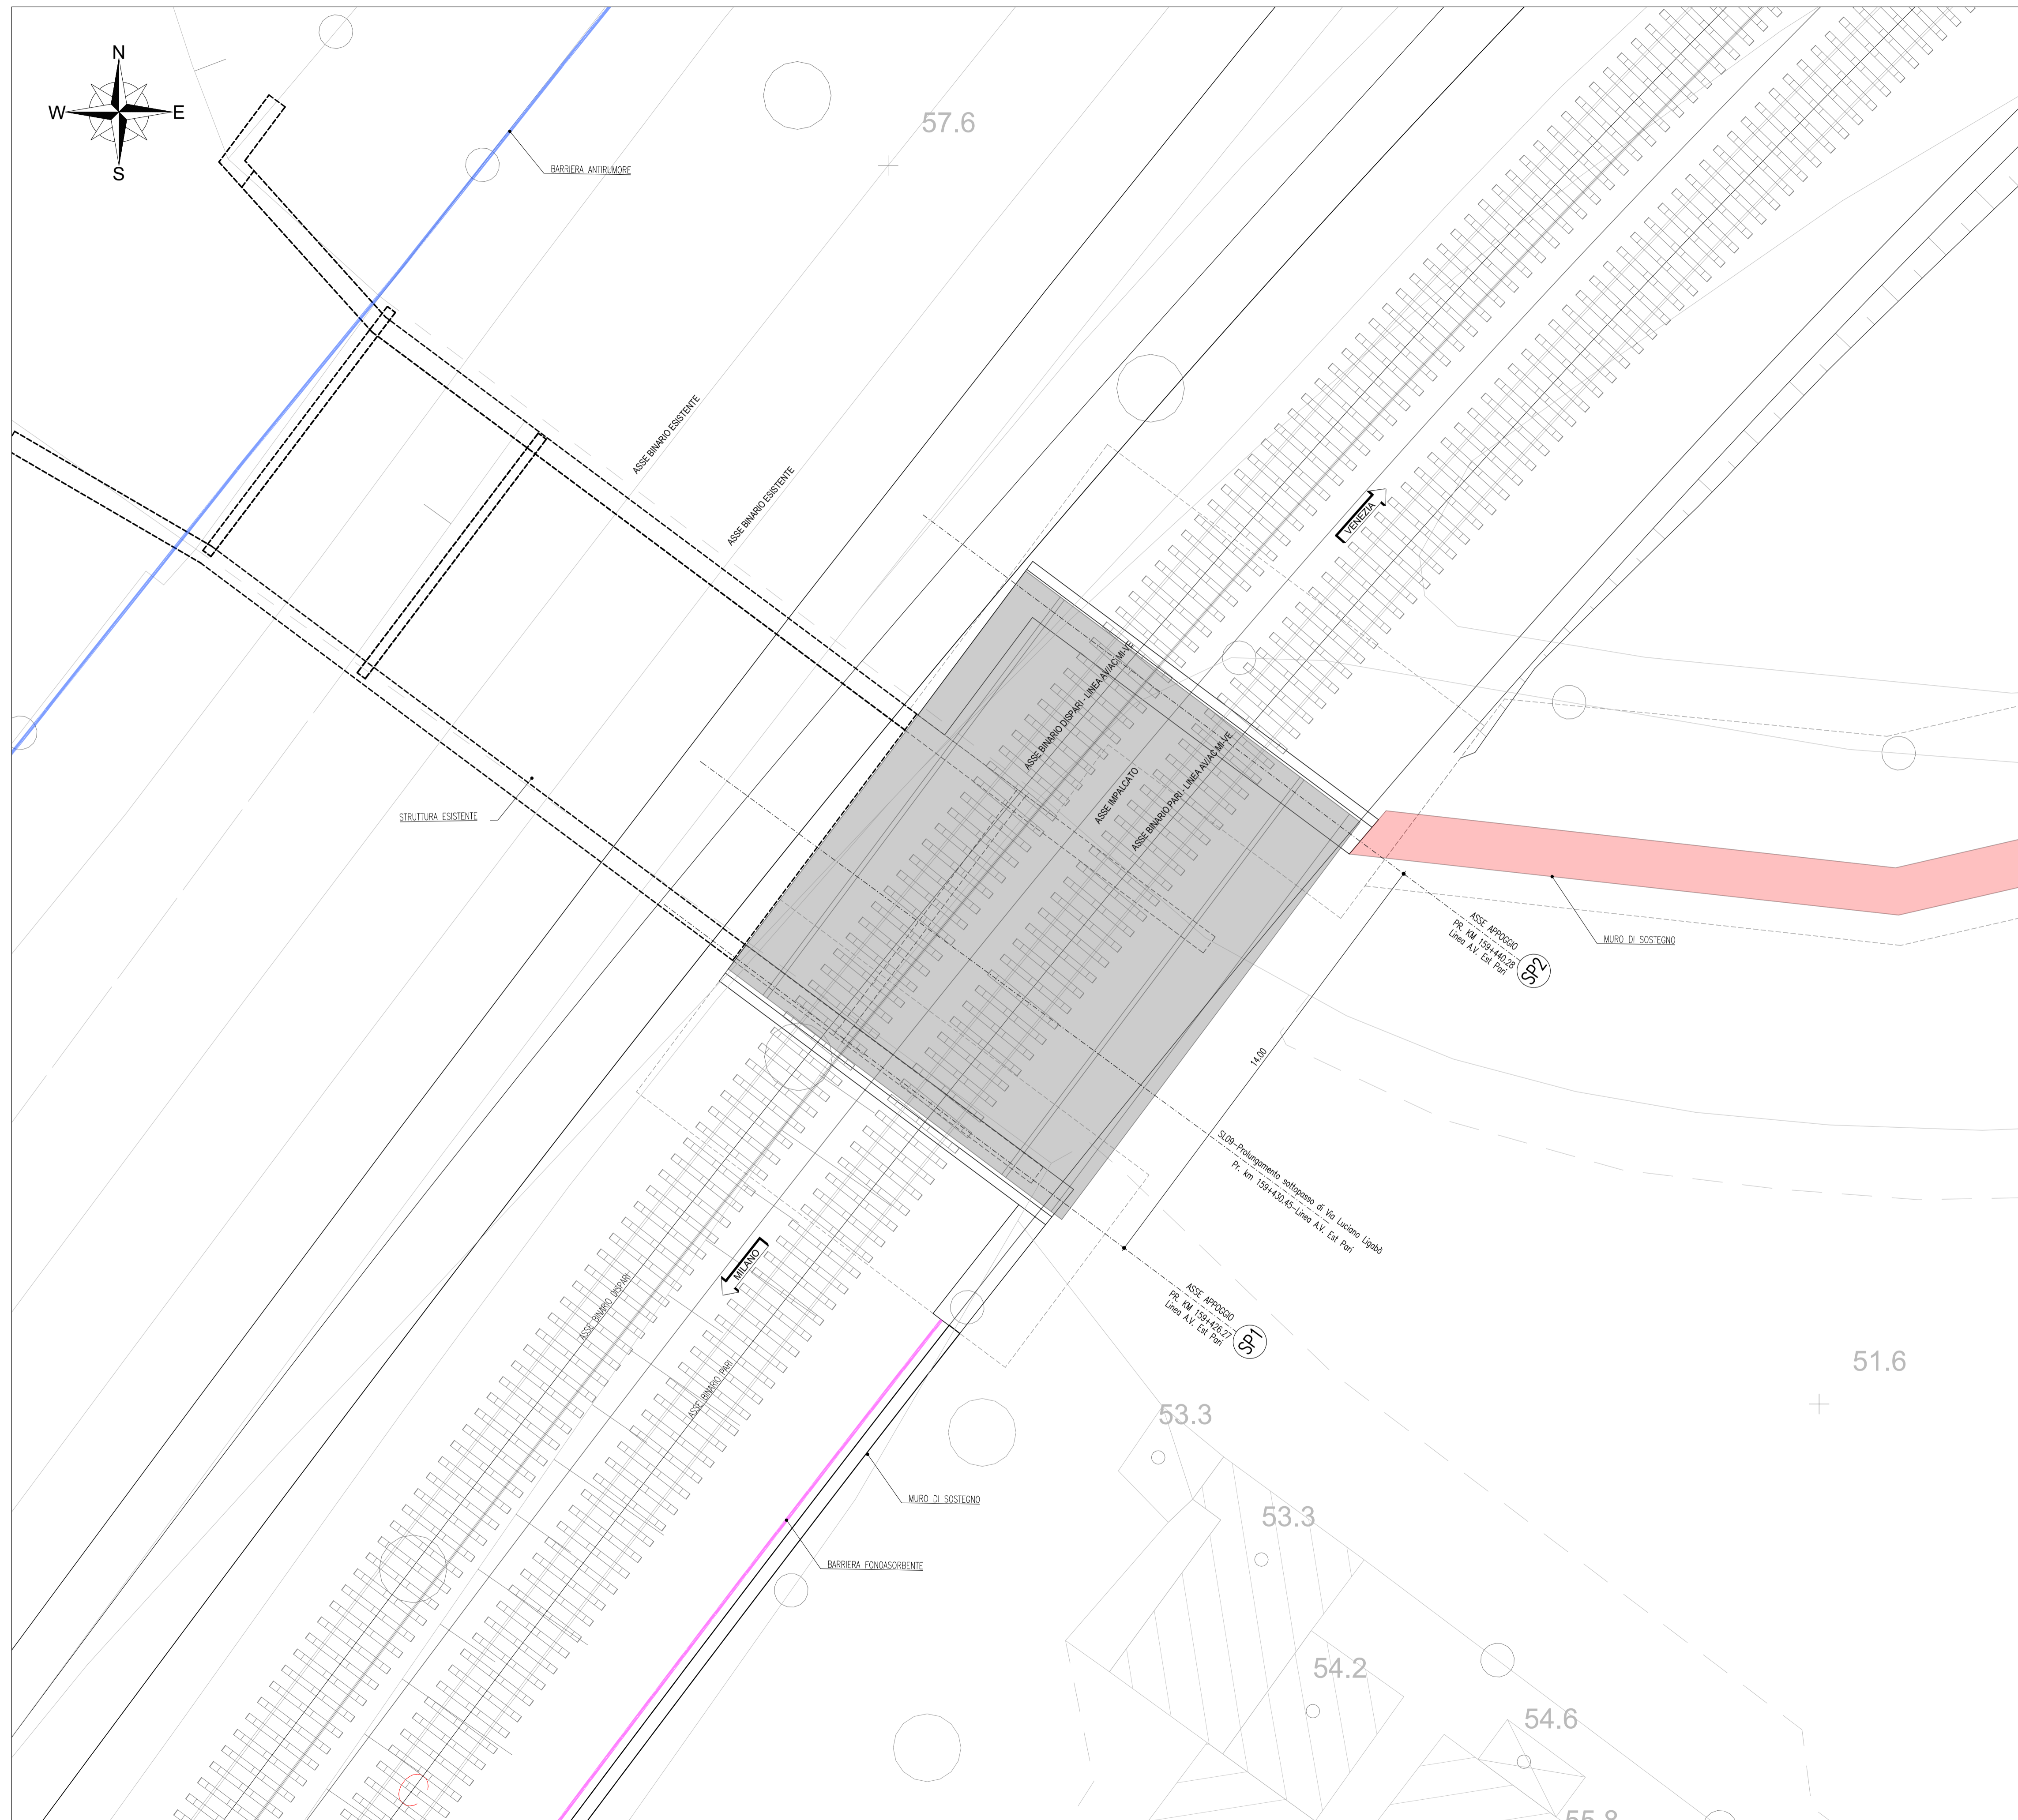 N
W
E
S
57.6
BARRIERA ANTIRUMORE
ASSE BINARIO ESISTENTE
ASSE BINARIO ESISTENTE
VENEZIA
ASSE BINARIO DISPARI - LINEA AV/AC MI-VE
ASSE IMPALCATO
ASSE BINARIO PARI - LINEA AV/AC MI-VE
STRUTTURA ESISTENTE
ASSE APPOGGIO
PR. KM 159+440.28
Linea A.V. Est Pari
SP2
MURO DI SOSTEGNO
14.00
SL09-Prolungamento sottopasso di Via Luciano Ligabò
Pr. km 159+430.45-Linea A.V. Est Pari
MILANO
ASSE BINARIO DISPARI
ASSE APPOGGIO
PR. KM 159+426.27
Linea A.V. Est Pari
SP1
ASSE BINARIO PARI
51.6
53.3
MURO DI SOSTEGNO
53.3
BARRIERA FONOASORBENTE
54.2
54.6
55.8